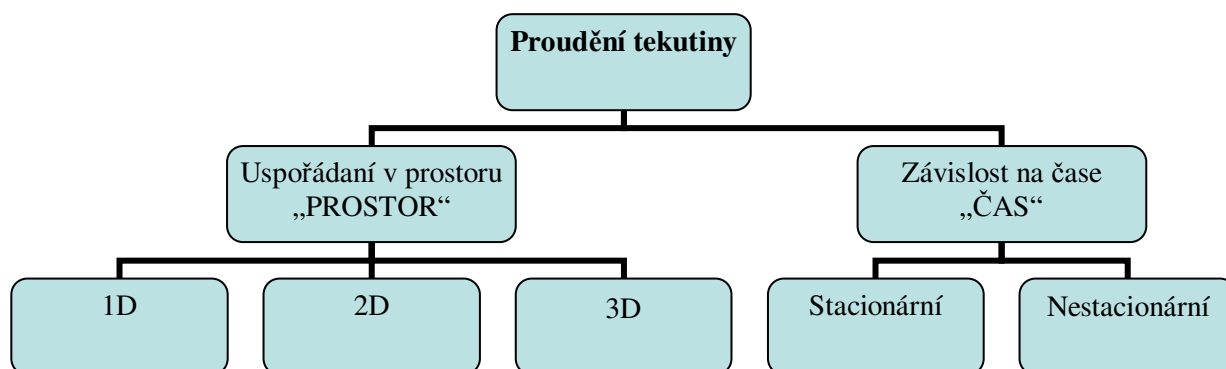 Proudění tekutiny
Uspořádaní v prostoru
„PROSTOR“
Závislost na čase
„ČAS“
1D
2D
3D
Stacionární
Nestacionární